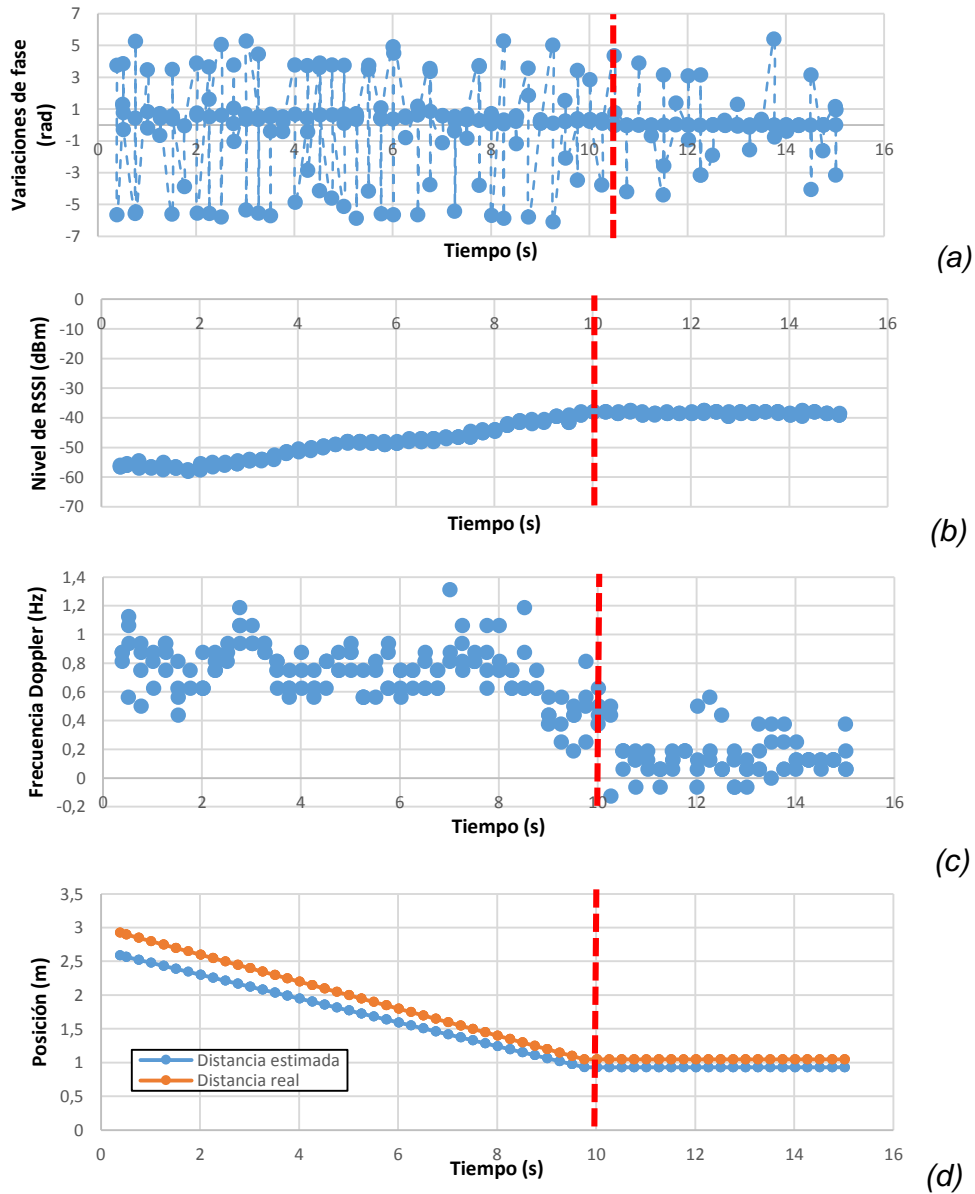 7
5
3
1
-1
-3
-5
-7
0 2 4 6 8 10 12 14 16
Variaciones de fase
(rad)
Tiempo (s)
(a)
0
-10
-20
-30
-40
-50
-60
-70
0 2 4 6 8 10 12 14 16
Nivel de RSSI (dBm)
Tiempo (s)
(b)
1,4
1,2
1
0,8
0,6
0,4
0,2
0
-0,2
0 2 4 6 8 10 12 14 16
Frecuencia Doppler (Hz)
Tiempo (s)
(c)
3,5
3
2,5
2
1,5
1
0,5
0
Posición (m)
Distancia estimada
Distancia real
0 2 4 6 8 10 12 14 16
Tiempo (s)
(d)